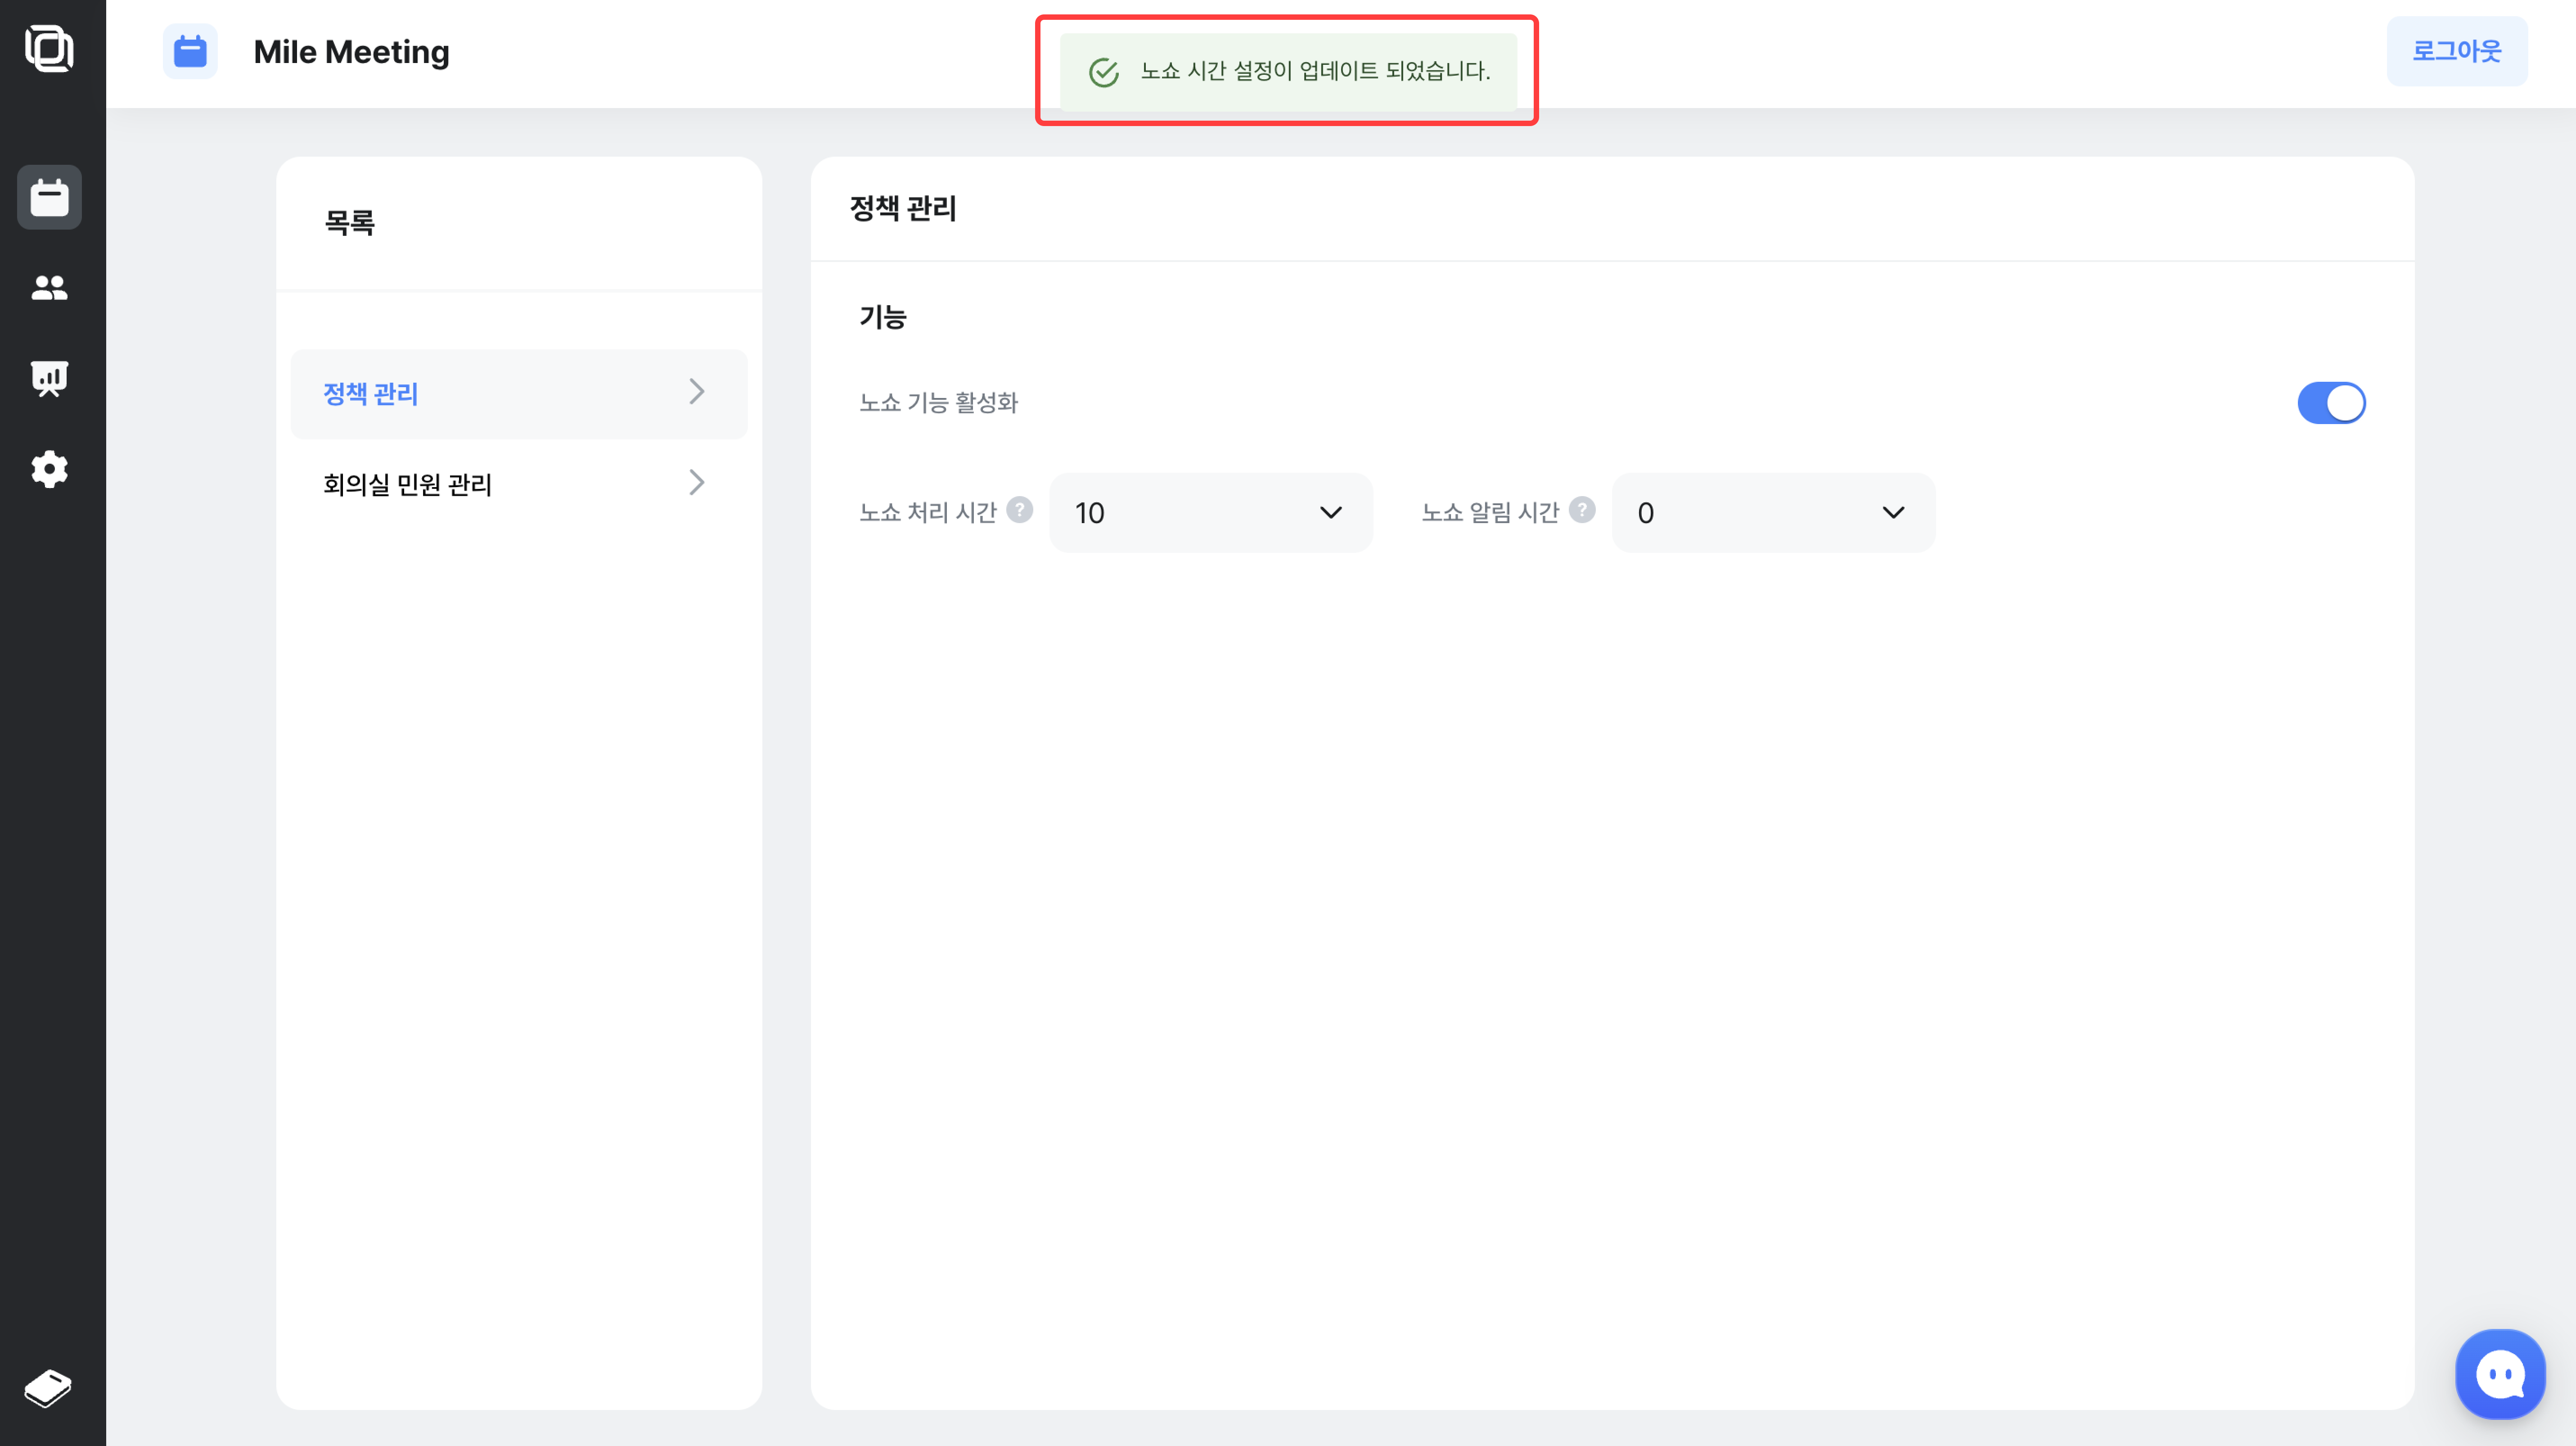 Mile Meeting
노쇼 시간 설정이 업데이트 되었습니다.
로그아웃
목록
정책 관리
회의실 민원 관리
정책 관리
기능
노쇼 기능 활성화
노쇼 처리 시간 ? 10 노쇼 알림 시간 ? 0